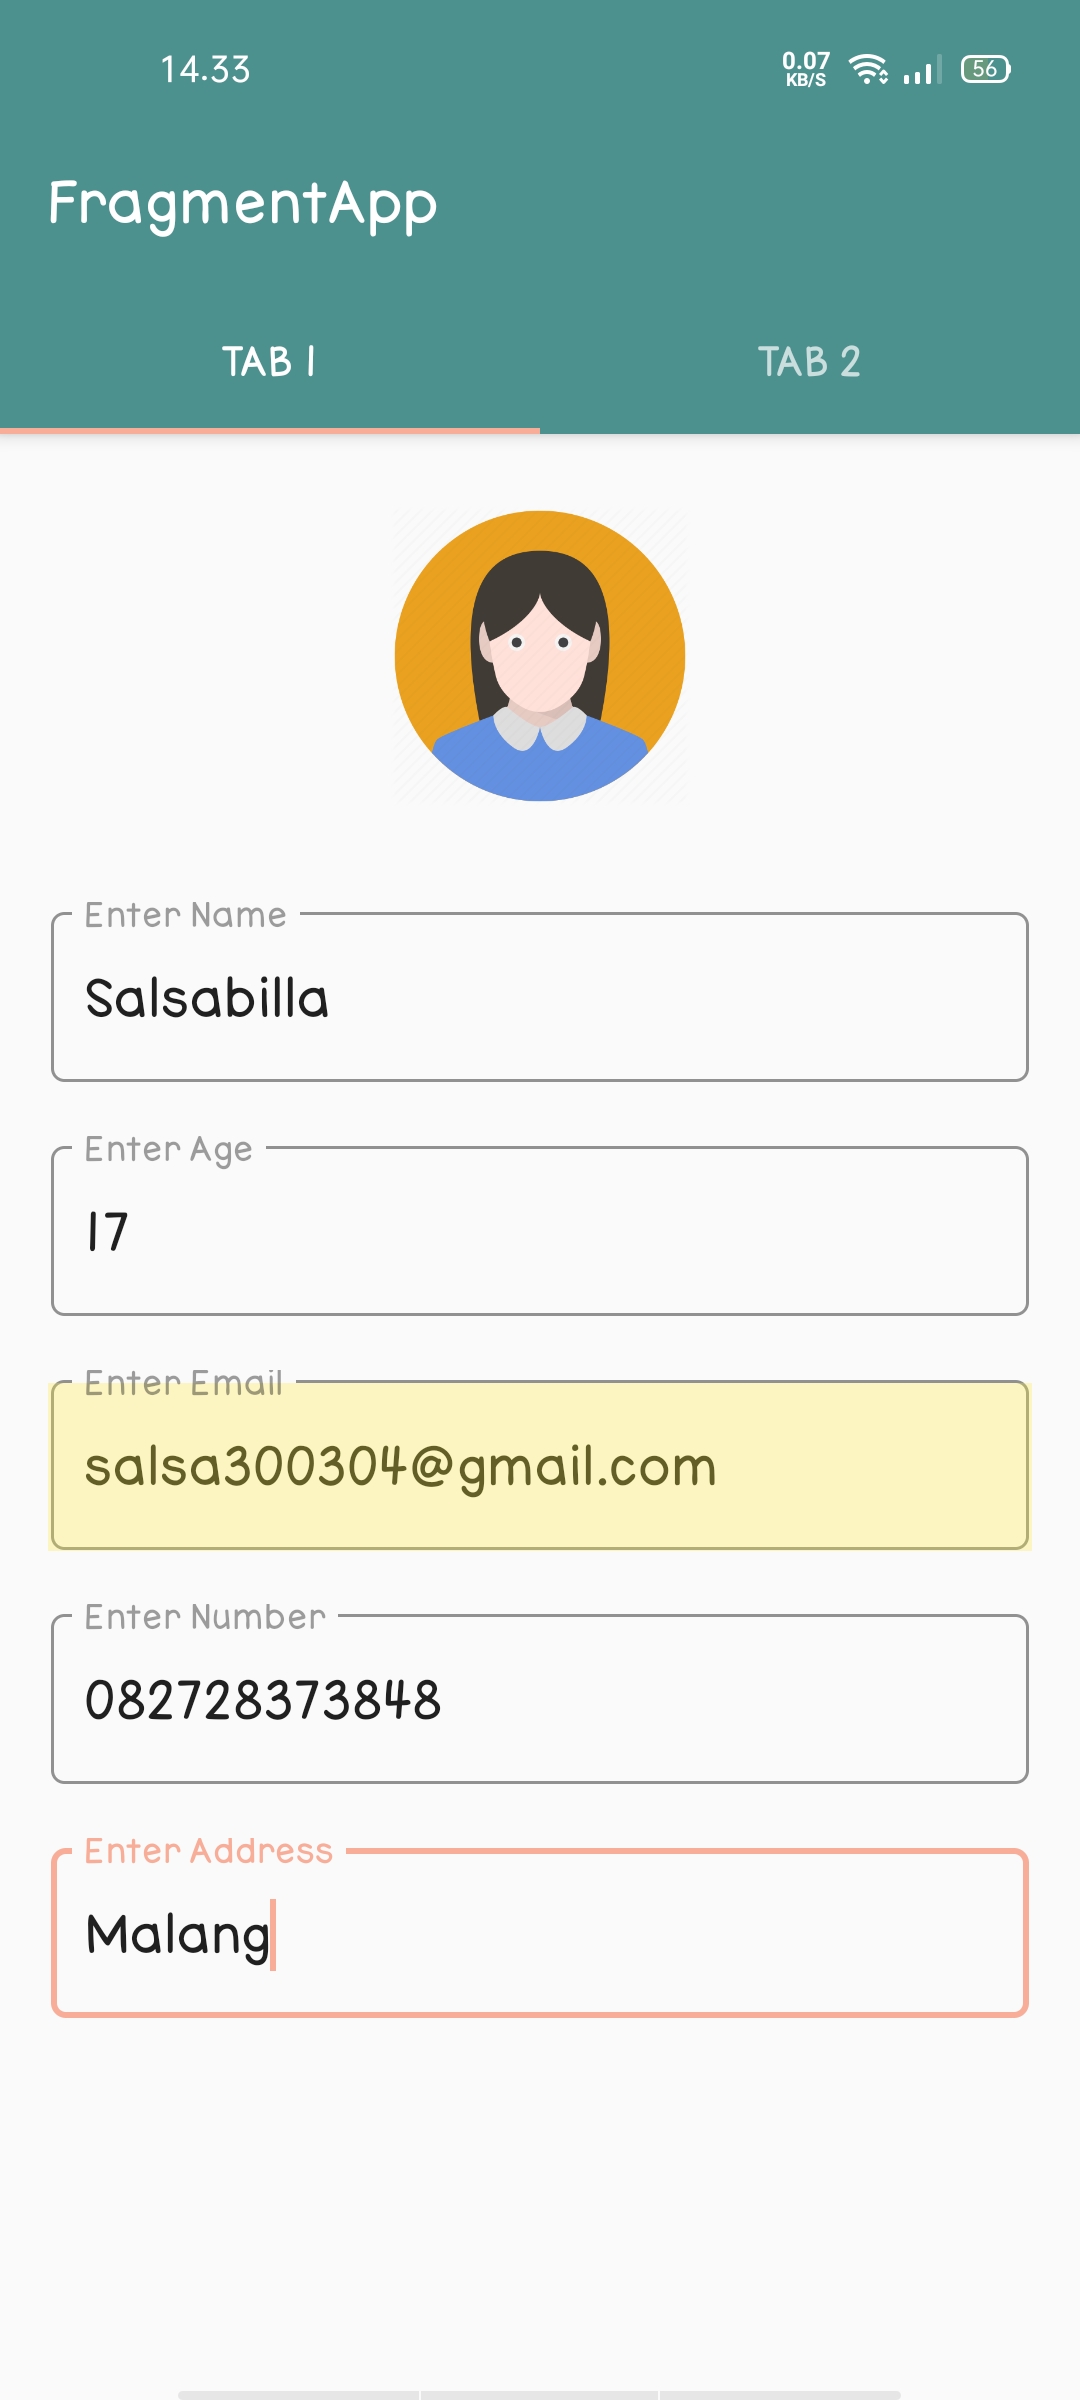 14.33
0.07
KB/S
56
FragmentApp
TAB 1
TAB 2
Enter Name
Salsabilla
Enter Age
17
Enter Email
salsa300304@gmail.com
Enter Number
082728373848
Enter Address
Malang